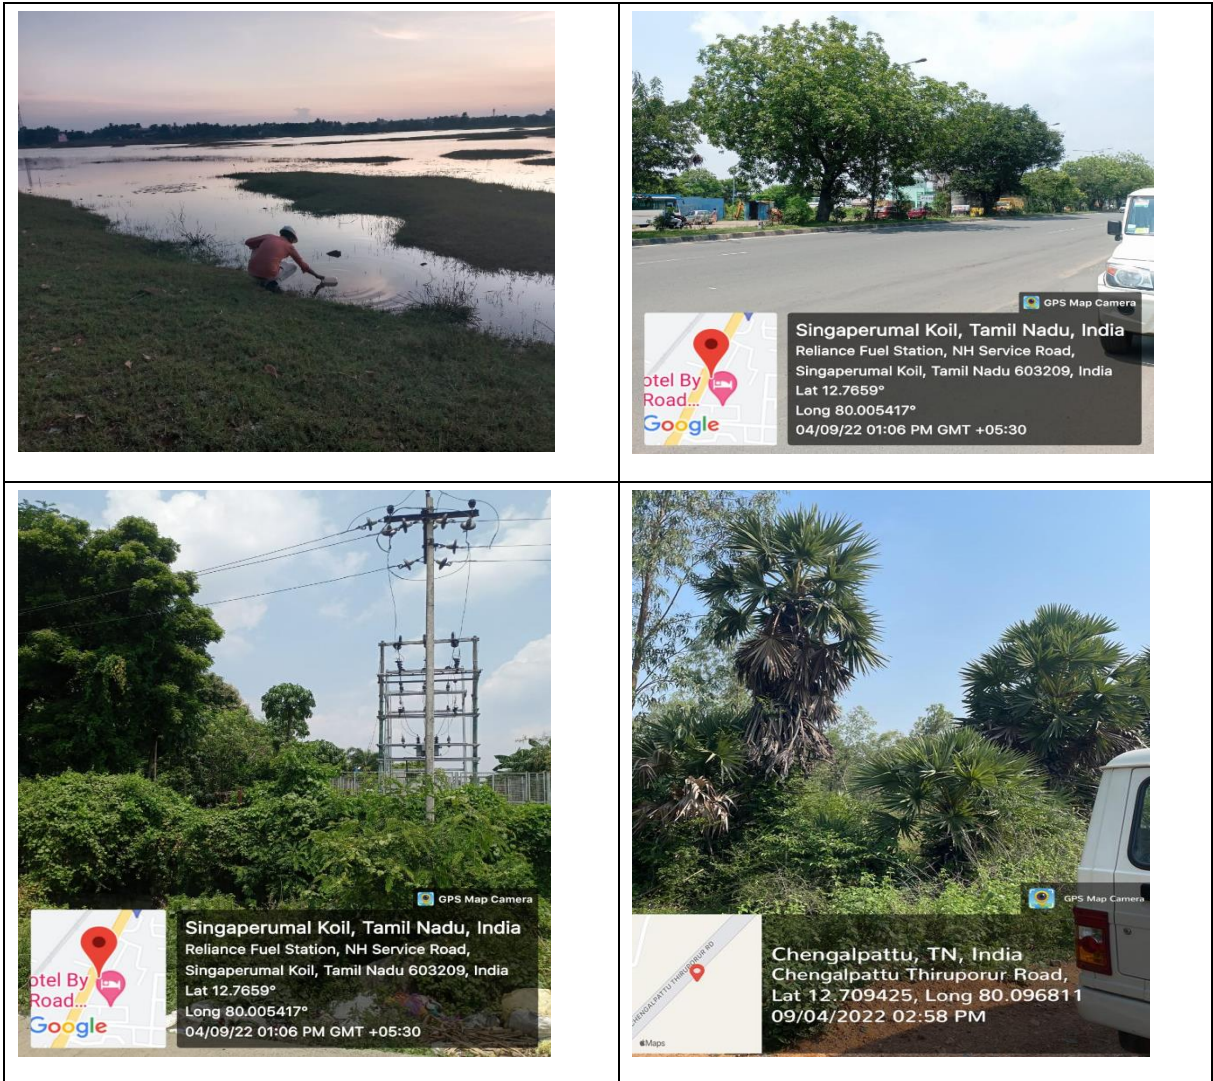 GPS Map Camera
Singaperumal Koil, Tamil Nadu, India
Reliance Fuel Station, NH Service Road,
Singaperumal Koil, Tamil Nadu 603209, India
Lat 12.7659°
Long 80.005417°
04/09/22 01:06 PM GMT +05:30
otel By
Road...
Google
GPS Map Camera
Singaperumal Koil, Tamil Nadu, India
Reliance Fuel Station, NH Service Road,
Singaperumal Koil, Tamil Nadu 603209, India
Lat 12.7659°
Long 80.005417°
04/09/22 01:06 PM GMT +05:30
otel By
Road...
Google
GPS Map Camera
Chengalpattu, TN, India
Chengalpattu Thiruporur Road,
Lat 12.709425, Long 80.096811
09/04/2022 02:58 PM
CHENGALPATTU THIRUPORUR RD
Maps